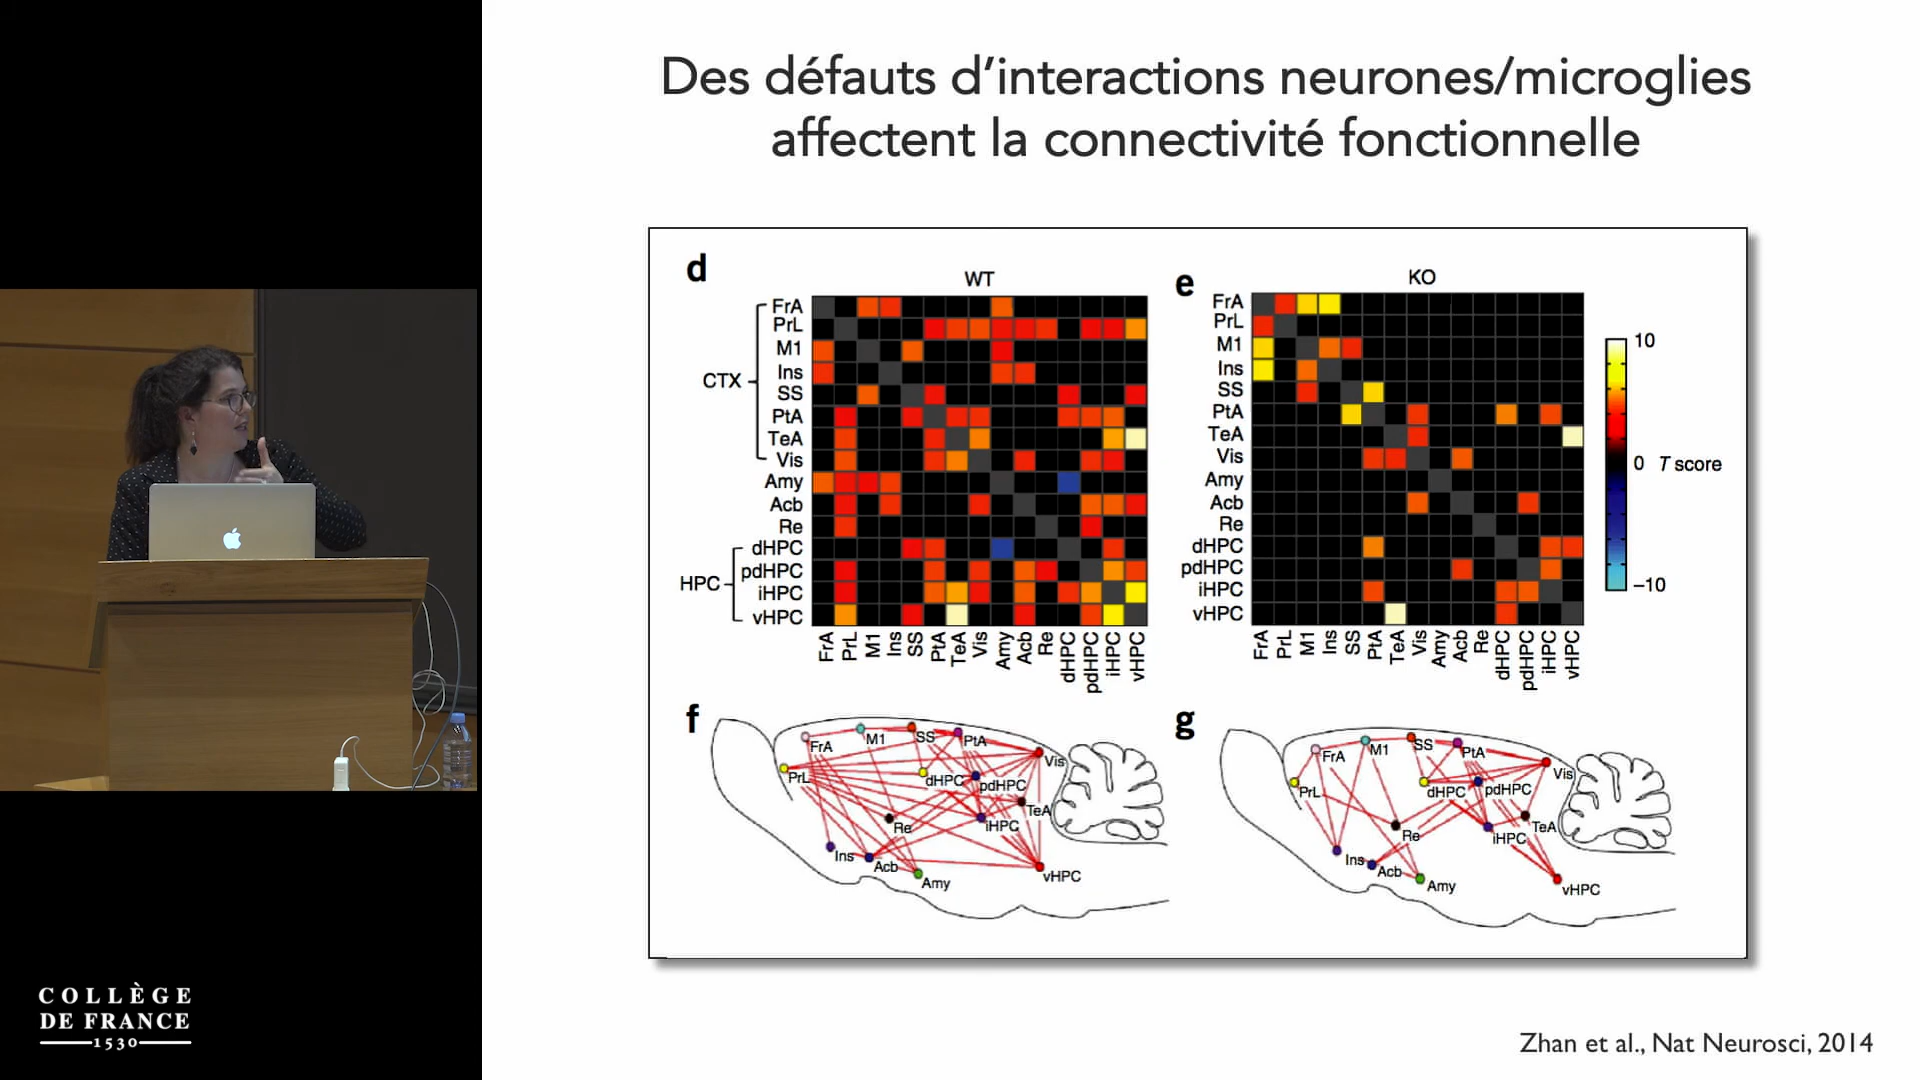 Des défauts d’interactions neurones/microglies
affectent la connectivité fonctionnelle
d
WT
CTX
HPC
FrA
PrL
M1
Ins
SS
PtA
TeA
Vis
Amy
Acb
Re
dHPC
pdHPC
iHPC
vHPC
FrA PrL M1 Ins SS PtA TeA Vis Amy Acb Re dHPC pdHPC iHPC vHPC
e
KO
FrA
PrL
M1
Ins
SS
PtA
TeA
Vis
Amy
Acb
Re
dHPC
pdHPC
iHPC
vHPC
FrA PrL M1 Ins SS PtA TeA Vis Amy Acb Re dHPC pdHPC iHPC vHPC
10
0 T score
−10
f
FrA M1 SS PtA
Vis
PrL dHPC pdHPC
TeA
Re iHPC
Ins Acb Amy vHPC
g
FrA M1 SS PtA
Vis
PrL dHPC pdHPC
TeA
Re iHPC
Ins Acb Amy vHPC
COLLÈGE
DE FRANCE
1530
Zhan et al., Nat Neurosci, 2014